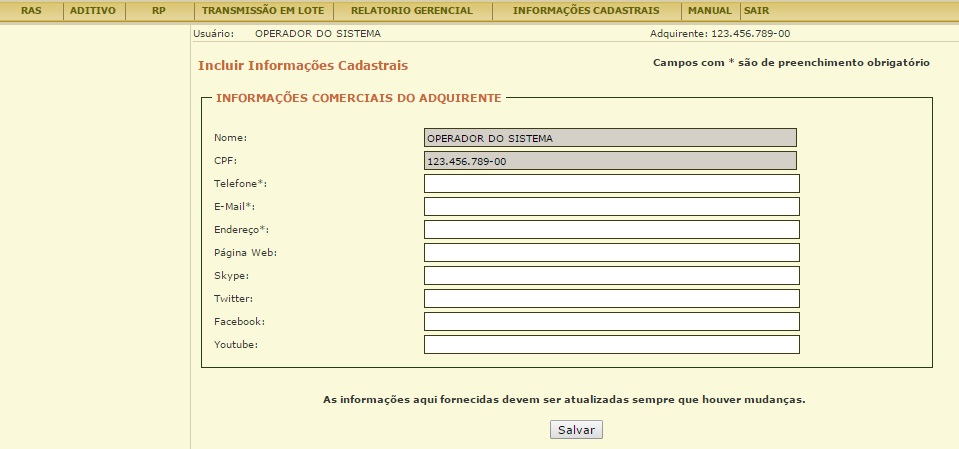 RAS ADITIVO RP TRANSMISSÃO EM LOTE RELATORIO GERENCIAL INFORMAÇÕES CADASTRAIS MANUAL SAIR
Usuário: OPERADOR DO SISTEMA Adquirente: 123.456.789-00
Incluir Informações Cadastrais Campos com * são de preenchimento obrigatório
INFORMAÇÕES COMERCIAIS DO ADQUIRENTE
Nome: OPERADOR DO SISTEMA
CPF: 123.456.789-00
Telefone*:
E-Mail*:
Endereço*:
Página Web:
Skype:
Twitter:
Facebook:
Youtube:
As informações aqui fornecidas devem ser atualizadas sempre que houver mudanças.
Salvar